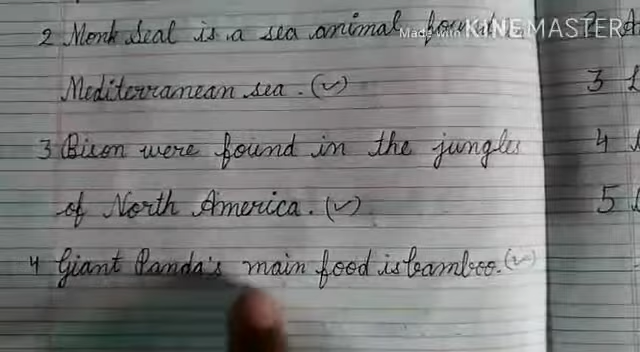 2 Monk Seal is a sea animal
Made with KINEMASTER
Mediterranean sea. (✓)
3 Bison were found in the jungles
of North America. (✓)
4 Giant Panda's main food is bamboo. (✓)
3
4
5